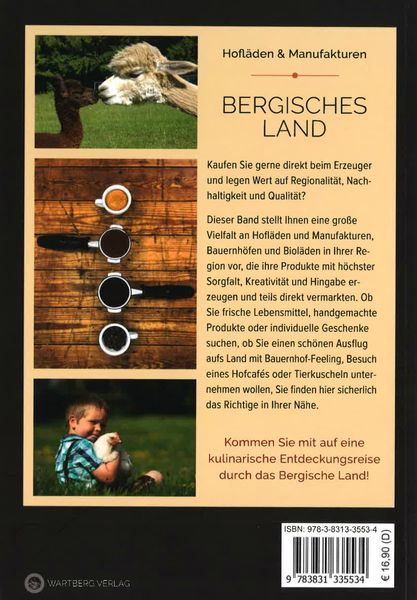 Hofläden & Manufakturen
BERGISCHES
LAND
Kaufen Sie gerne direkt beim Erzeuger
und legen Wert auf Regionalität, Nach-
haltigkeit und Qualität?
Dieser Band stellt Ihnen eine große
Vielfalt an Hofläden und Manufakturen,
Bauernhöfen und Bioläden in Ihrer Re-
gion vor, die ihre Produkte mit höchster
Sorgfalt, Kreativität und Hingabe er-
zeugen und teils direkt vermarkten. Ob
Sie frische Lebensmittel, handgemachte
Produkte oder individuelle Geschenke
suchen, ob Sie einen schönen Ausflug
aufs Land mit Bauernhof-Feeling, Besuch
eines Hofcafés oder Tierkuscheln unter-
nehmen wollen, Sie finden hier sicherlich
das Richtige in Ihrer Nähe.
Kommen Sie mit auf eine
kulinarische Entdeckungsreise
durch das Bergische Land!
ISBN: 978-3-8313-3553-4
€ 16,90 (D)
9 783831 335534
WARTBERG VERLAG